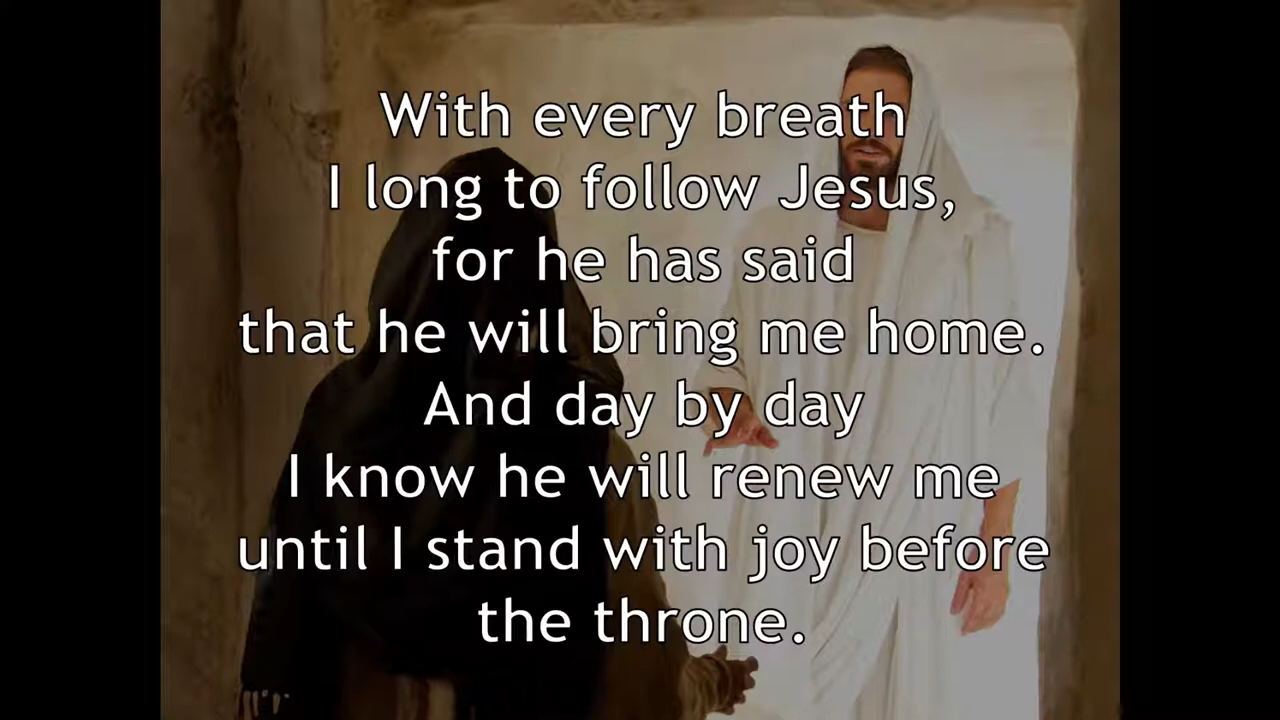 With every breath
I long to follow Jesus,
for he has said
that he will bring me home.
And day by day
I know he will renew me
until I stand with joy before
the throne.